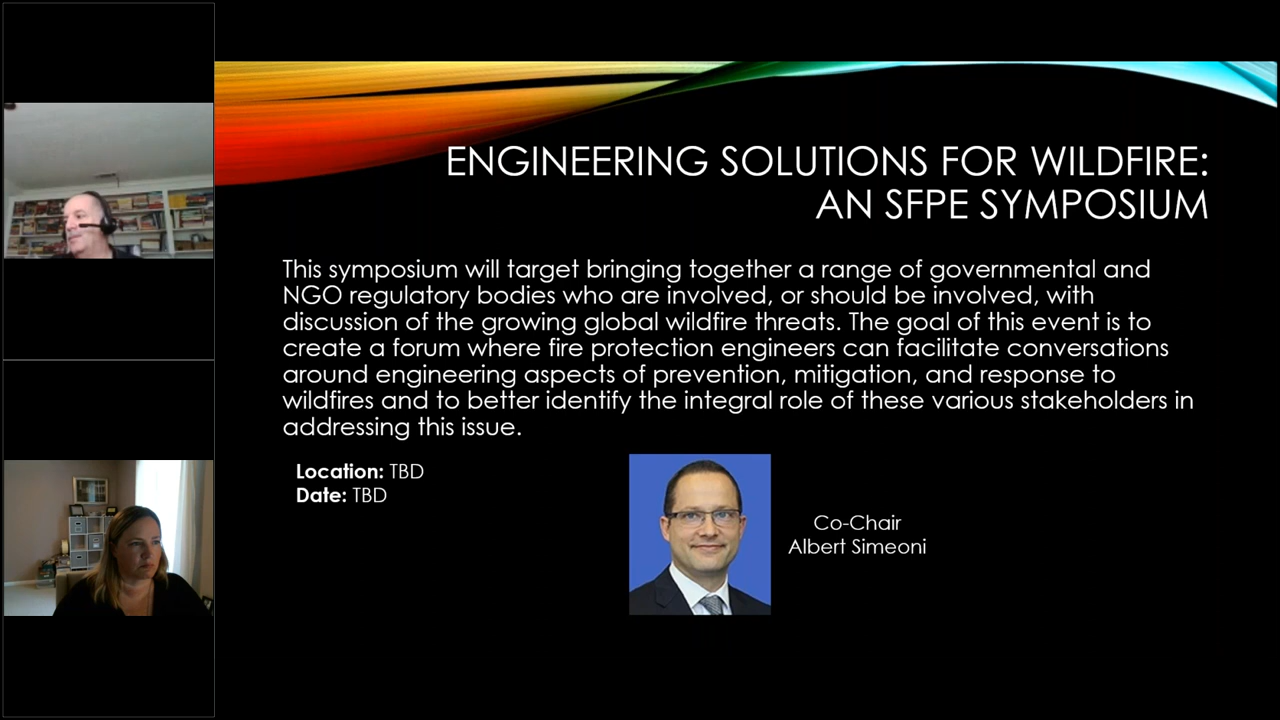 ENGINEERING SOLUTIONS FOR WILDFIRE:
AN SFPE SYMPOSIUM
This symposium will target bringing together a range of governmental and
NGO regulatory bodies who are involved, or should be involved, with
discussion of the growing global wildfire threats. The goal of this event is to
create a forum where fire protection engineers can facilitate conversations
around engineering aspects of prevention, mitigation, and response to
wildfires and to better identify the integral role of these various stakeholders in
addressing this issue.
Location: TBD
Date: TBD
Co-Chair
Albert Simeoni